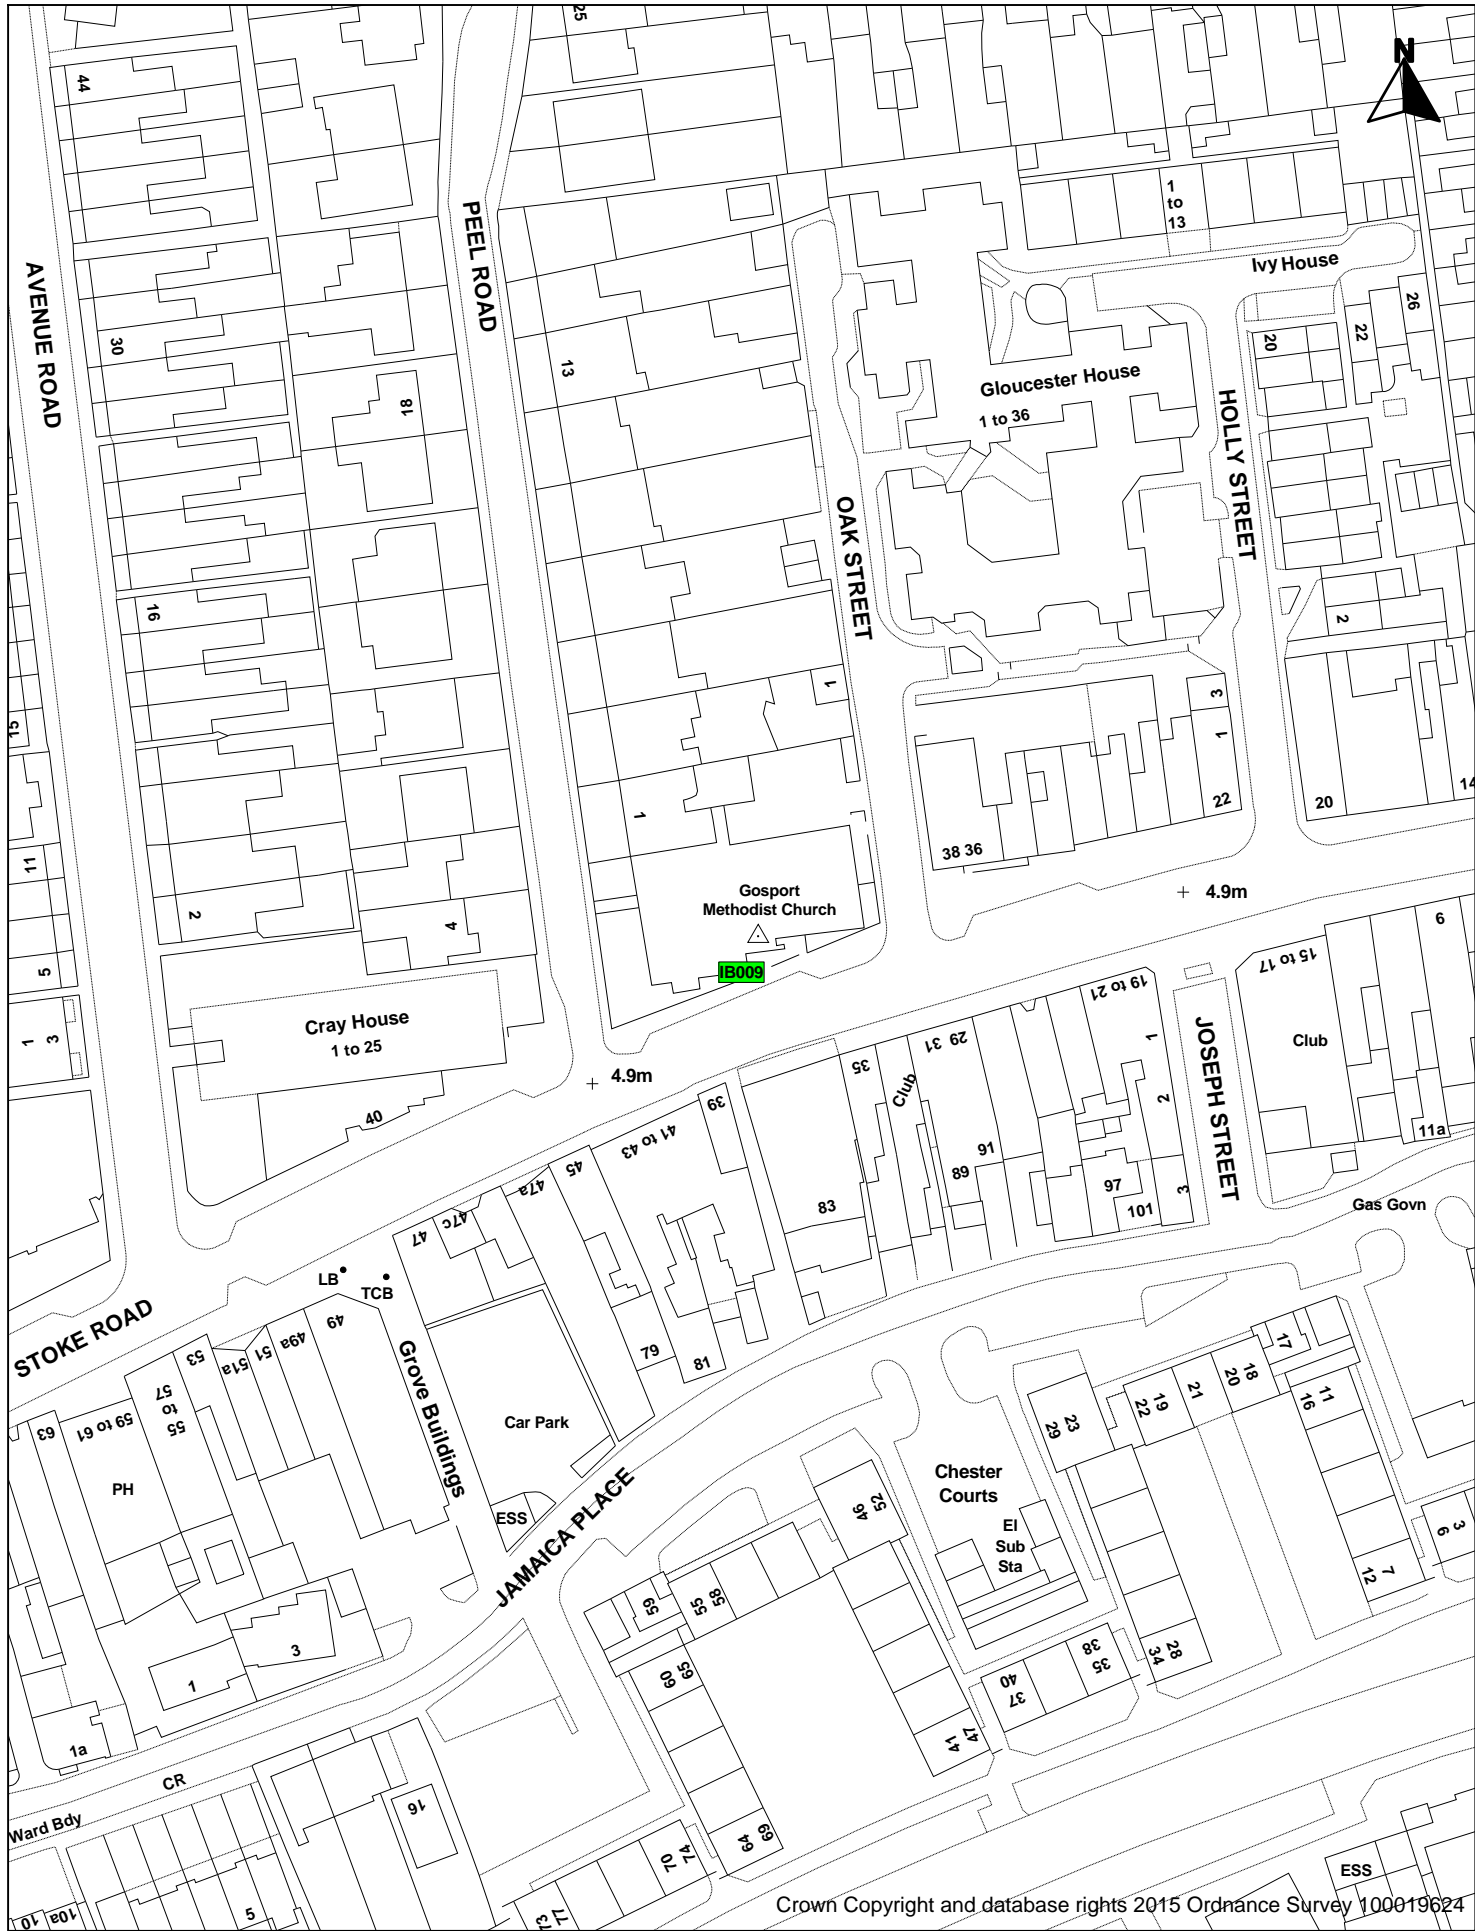 25
44
N
1
to
13
PEEL ROAD
AVENUE ROAD
Ivy House
26
22
20
30
13
Gloucester House
1 to 36
18
HOLLY STREET
OAK STREET
16
2
1
3
1
15
22
20
14
1
38 36
11
Gosport
Methodist Church
4.9m
2
4
6
5
IB009
15 to 17
19 to 21
Cray House
1 to 25
1
3
Club
1
29 31
JOSEPH STREET
35
Club
4.9m
39
40
2
41 to 43
11a
91
89
45
97
3
47a
83
101
Gas Govn
47c
47
LB
TCB
STOKE ROAD
49
49a
51
51a
53
Grove Buildings
79
81
17
18
20
21
19
22
11
16
55
to
57
59 to 61
63
Car Park
23
29
PH
Chester
Courts
52
46
ESS
El
Sub
Sta
3
6
JAMAICA PLACE
7
12
58
55
59
3
38
35
28
34
65
60
40
37
1
47
41
1a
CR
16
Ward Bdy
69
64
74
70
ESS
77
73
5
10a
10
Crown Copyright and database rights 2015 Ordnance Survey 100019624